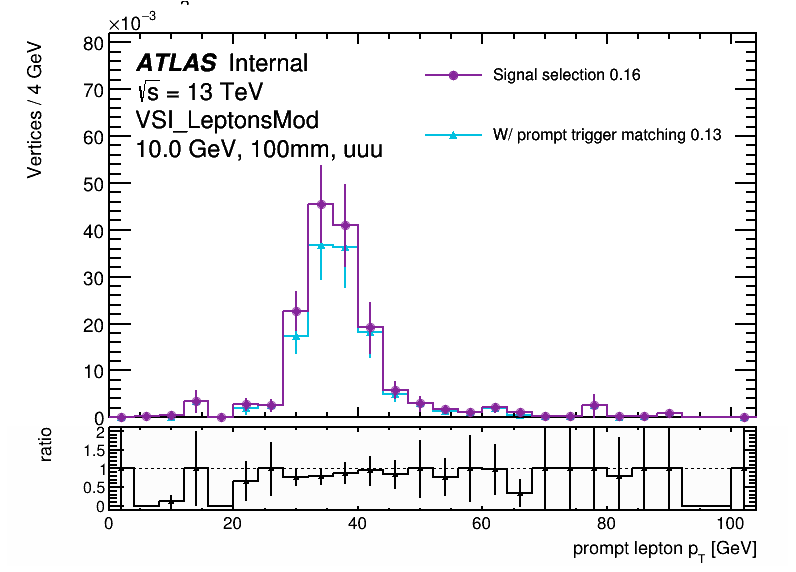 ×10⁻³
Vertices / 4 GeV
80
70
60
50
40
30
20
10
0
ATLAS Internal
√s = 13 TeV
VSI_LeptonsMod
10.0 GeV, 100mm, uuu
Signal selection 0.16
W/ prompt trigger matching 0.13
ratio
2
1.5
1
0.5
0
0 20 40 60 80 100
prompt lepton p_T [GeV]